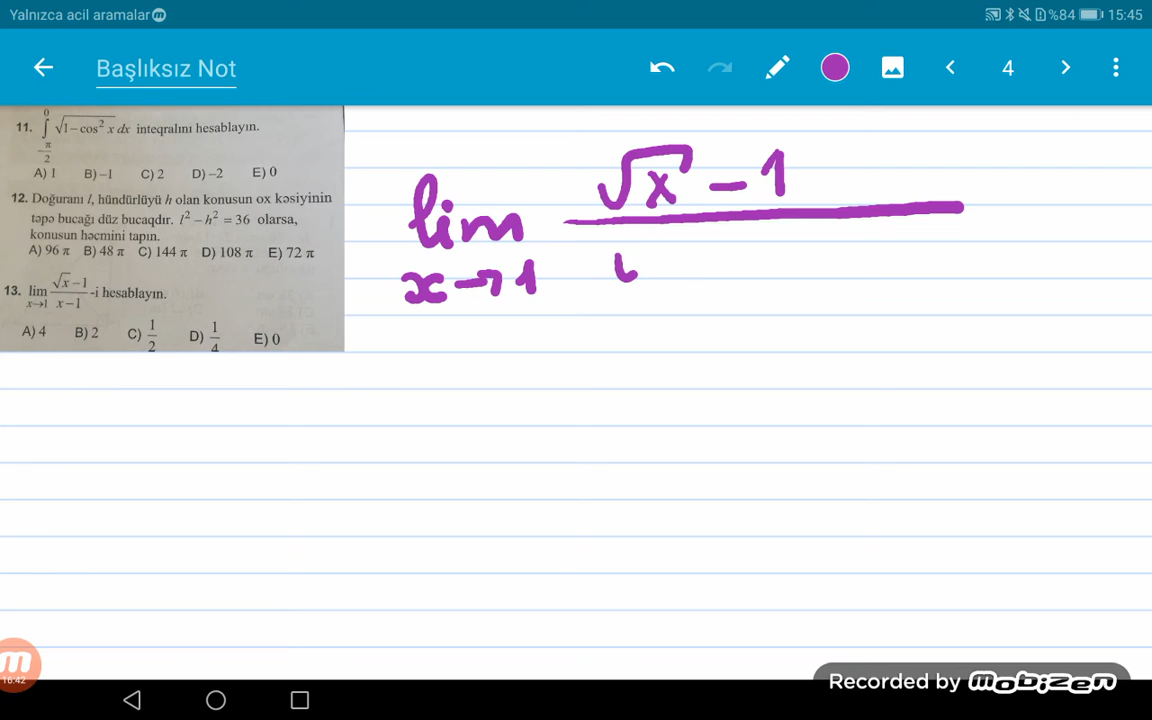 Yalnızca acil aramalar %84 15:45
Başlıksız Not 4
11. ∫ 0 -π/2 √1−cos² x dx inteqralını hesablayın.
A) 1 B) −1 C) 2 D) −2 E) 0
12. Doğuranı l, hündürlüyü h olan konusun ox kəsiyinin
təpə bucağı düz bucaqdır. l² − h² = 36 olarsa,
konusun həcmini tapın.
A) 96 π B) 48 π C) 144 π D) 108 π E) 72 π
13. lim x→1 √x−1 / x−1 -i hesablayın.
A) 4 B) 2 C) 1/2 D) 1/4 E) 0
lim x→1 √x − 1
16:42
Recorded by mobizen